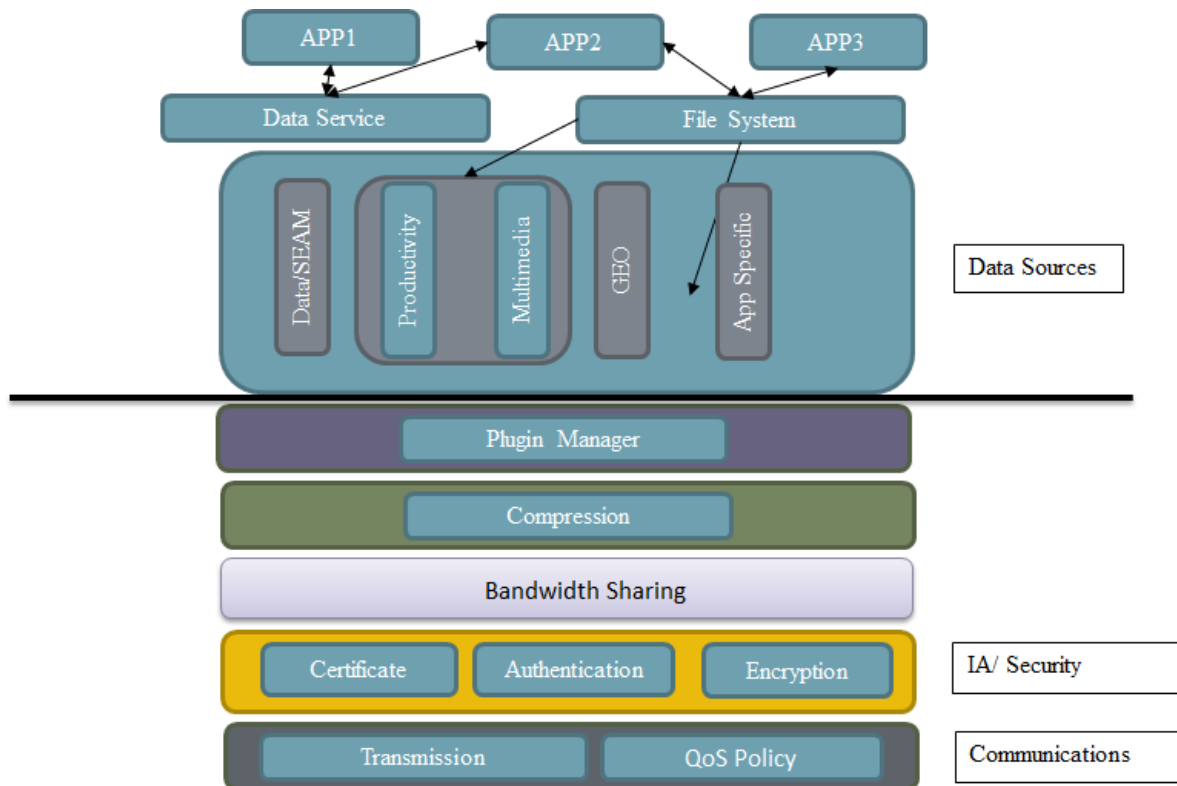 APP1
APP2
APP3
Data Service
File System
Data/SEAM
Productivity
Multimedia
GEO
App Specific
Data Sources
Plugin Manager
Compression
Bandwidth Sharing
Certificate
Authentication
Encryption
IA/ Security
Transmission
QoS Policy
Communications